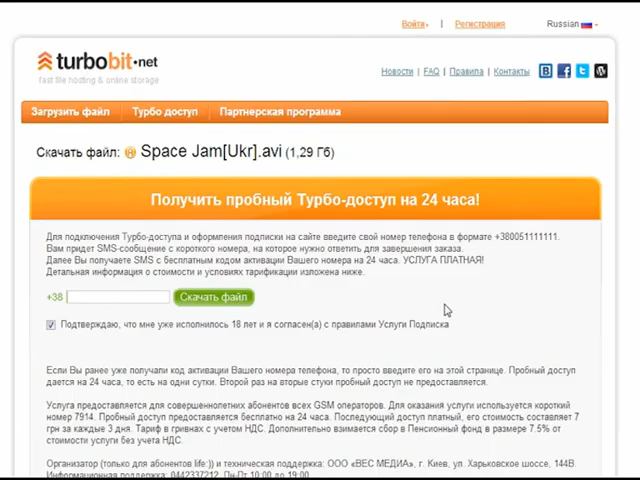 Войти
Регистрация
Russian
turbobit•net
fast file hosting & online storage
Новости | FAQ | Правила | Контакты
Загрузить файл Турбо доступ Партнерская программа
Скачать файл: Space Jam[Ukr].avi (1,29 Гб)
Получить пробный Турбо-доступ на 24 часа!
Для подключения Турбо-доступа и оформления подписки на сайте введите свой номер телефона в формате +380051111111.
Вам придет SMS-сообщение с короткого номера, на которое нужно ответить для завершения заказа.
Далее Вы получаете SMS с бесплатным кодом активации Вашего номера на 24 часа. УСЛУГА ПЛАТНАЯ!
Детальная информация о стоимости и условиях тарификации изложена ниже.
+38 Скачать файл
Подтверждаю, что мне уже исполнилось 18 лет и я согласен(а) с правилами Услуги Подписка
Если Вы ранее уже получали код активации Вашего номера телефона, то просто введите его на этой странице. Пробный доступ
дается на 24 часа, то есть на одни сутки. Второй раз на вторые стуки пробный доступ не предоставляется.
Услуга предоставляется для совершеннолетних абонентов всех GSM операторов. Для оказания услуги используется короткий
номер 7914. Пробный доступ предоставляется бесплатно на 24 часа. Последующий доступ платный, его стоимость составляет 7
грн за каждые 3 дня. Тариф в гривнах с учетом НДС. Дополнительно взимается сбор в Пенсионный фонд в размере 7.5% от
стоимости услуги без учета НДС.
Организатор (только для абонентов life:)) и техническая поддержка: ООО «ВЕС МЕДИА», г. Киев, ул. Харьковское шоссе, 144В.
Информационная поддержка: 0442337212, Пн-Пт 10:00 до 19:00